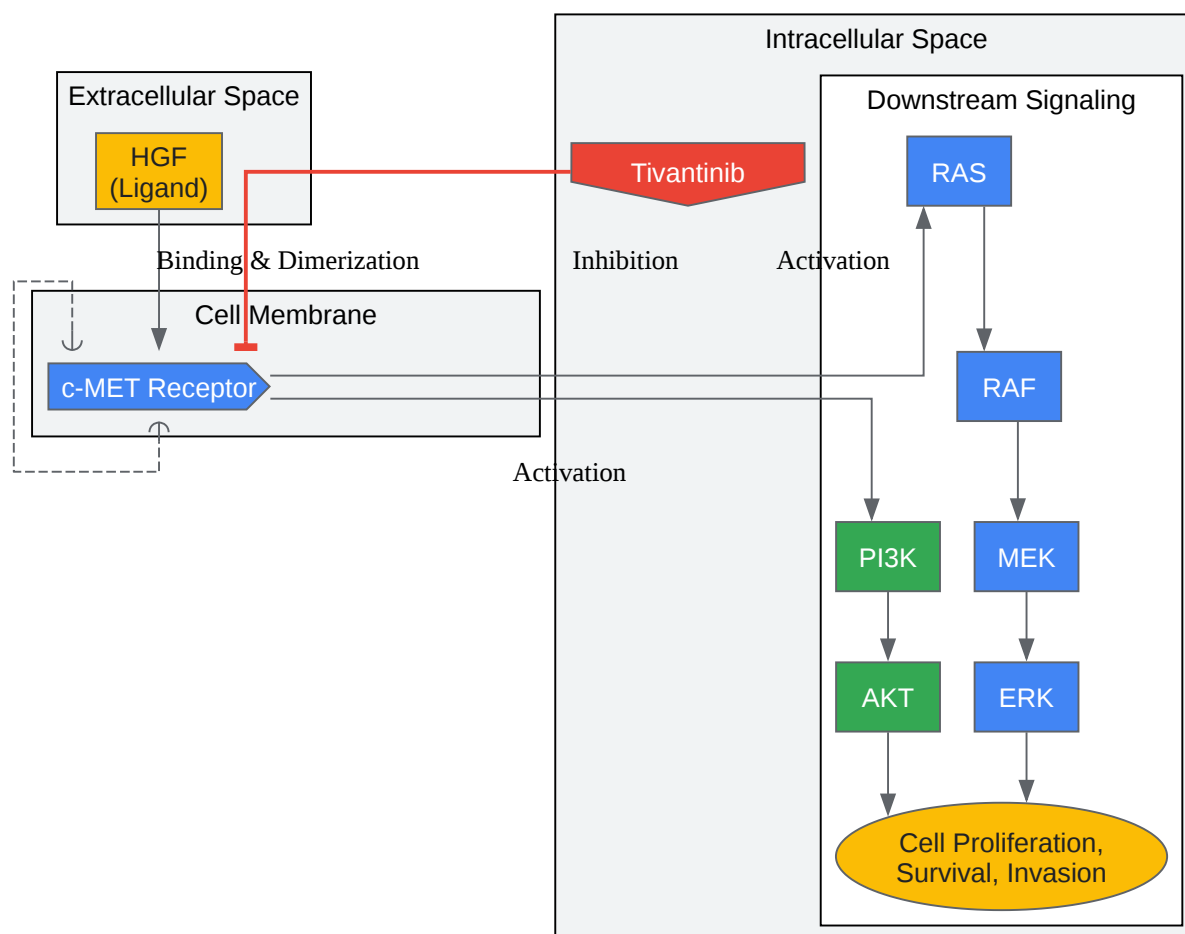 Intracellular Space
Extracellular Space
Downstream Signaling
HGF
(Ligand)
Tivantinib
RAS
Binding & Dimerization
Inhibition
Activation
Cell Membrane
c-MET Receptor
RAF
Activation
PI3K
MEK
AKT
ERK
Cell Proliferation,
Survival, Invasion